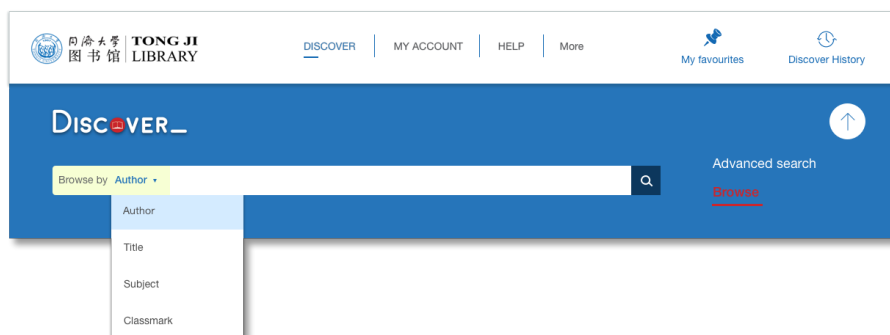 同济大学 TONG JI
图书馆 LIBRARY
DISCOVER
MY ACCOUNT
HELP
More
My favourites
Discover History
DISCOVER_
Advanced search
Browse by Author
Browse
Author
Title
Subject
Classmark